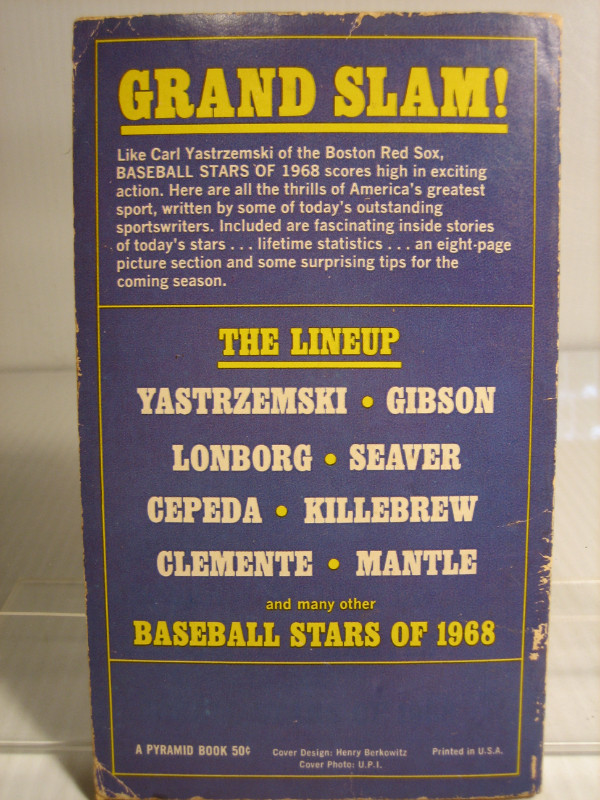 GRAND SLAM!
Like Carl Yastrzemski of the Boston Red Sox,
BASEBALL STARS OF 1968 scores high in exciting
action. Here are all the thrills of America's greatest
sport, written by some of today's outstanding
sportswriters. Included are fascinating inside stories
of today's stars . . . lifetime statistics . . . an eight-page
picture section and some surprising tips for the
coming season.
THE LINEUP
YASTRZEMSKI • GIBSON
LONBORG • SEAVER
CEPEDA • KILLEBREW
CLEMENTE • MANTLE
and many other
BASEBALL STARS OF 1968
A PYRAMID BOOK 50¢ Cover Design: Henry Berkowitz Printed in U.S.A.
Cover Photo: U.P.I.